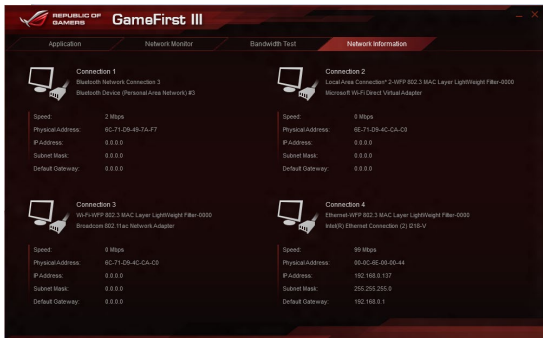 REPUBLIC OF
GAMERS
GameFirst III
Application
Network Monitor
Bandwidth Test
Network Information
Connection 1
Bluetooth Network Connection 3
Bluetooth Device (Personal Area Network) #3
Speed: 2 Mbps
Physical Address: 6C-71-D9-49-7A-F7
IP Address: 0.0.0.0
Subnet Mask: 0.0.0.0
Default Gateway: 0.0.0.0
Connection 2
Local Area Connection* 2-WFP 802.3 MAC Layer LightWeight Filter-0000
Microsoft Wi-Fi Direct Virtual Adapter
Speed: 0 Mbps
Physical Address: 6E-71-D9-4C-CA-C0
IP Address: 0.0.0.0
Subnet Mask: 0.0.0.0
Default Gateway: 0.0.0.0
Connection 3
Wi-Fi-WFP 802.3 MAC Layer LightWeight Filter-0000
Broadcom 802.11ac Network Adapter
Speed: 0 Mbps
Physical Address: 6C-71-D9-4C-CA-C0
IP Address: 0.0.0.0
Subnet Mask: 0.0.0.0
Default Gateway: 0.0.0.0
Connection 4
Ethernet-WFP 802.3 MAC Layer LightWeight Filter-0000
Intel(R) Ethernet Connection (2) I218-V
Speed: 99 Mbps
Physical Address: 00-0C-6E-00-00-44
IP Address: 192.168.0.137
Subnet Mask: 255.255.255.0
Default Gateway: 192.168.0.1